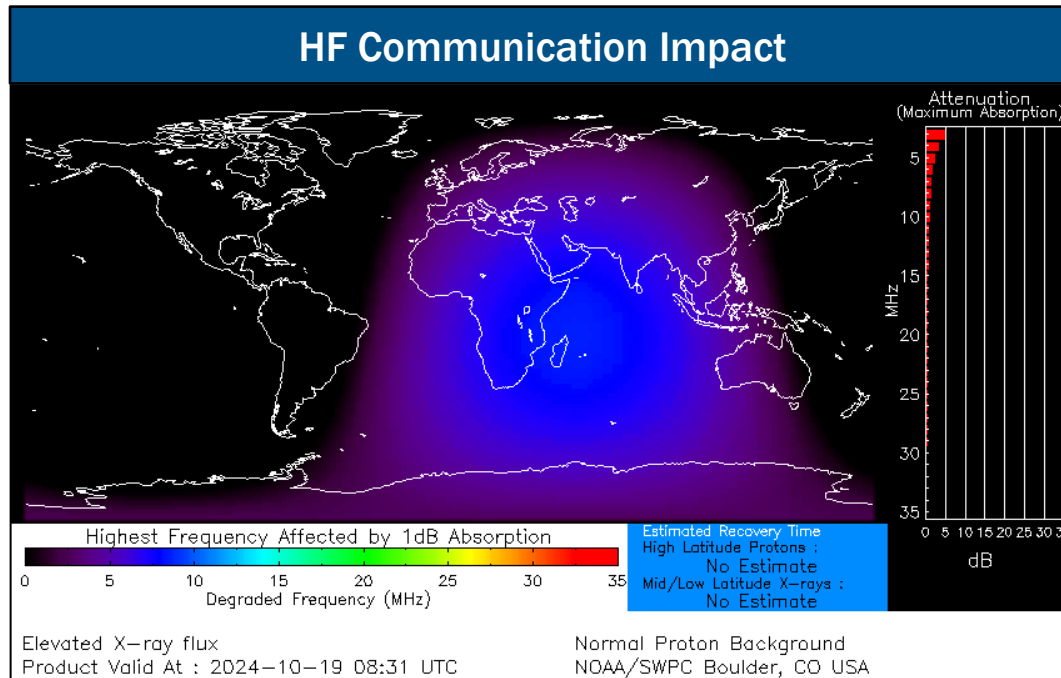 HF Communication Impact
Attenuation
(Maximum Absorption)
5
10
15
20
25
30
35
MHz
0 5 10 15 20 25 30 3
dB
Highest Frequency Affected by 1dB Absorption
0 5 10 15 20 25 30 35
Degraded Frequency (MHz)
Estimated Recovery Time
High Latitude Protons :
No Estimate
Mid/Low Latitude X-rays :
No Estimate
Elevated X-ray flux
Product Valid At : 2024-10-19 08:31 UTC
Normal Proton Background
NOAA/SWPC Boulder, CO USA